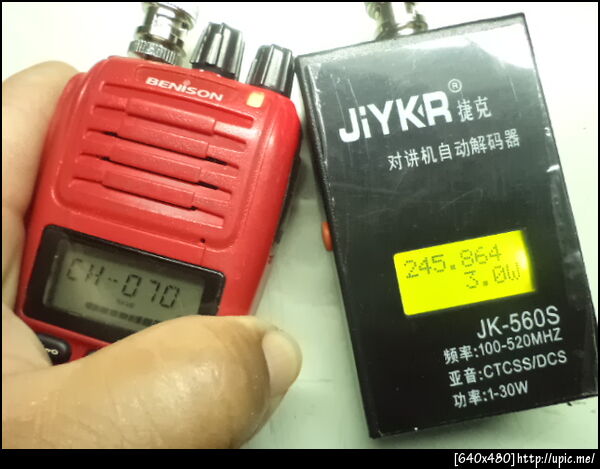 BENISON
CH-070
JiYKR® 捷克
对讲机自动解码器
245.864
3.0W
JK-560S
频率:100-520MHZ
亚音:CTCSS/DCS
功率:1-30W
[640x480]http://upic.me/